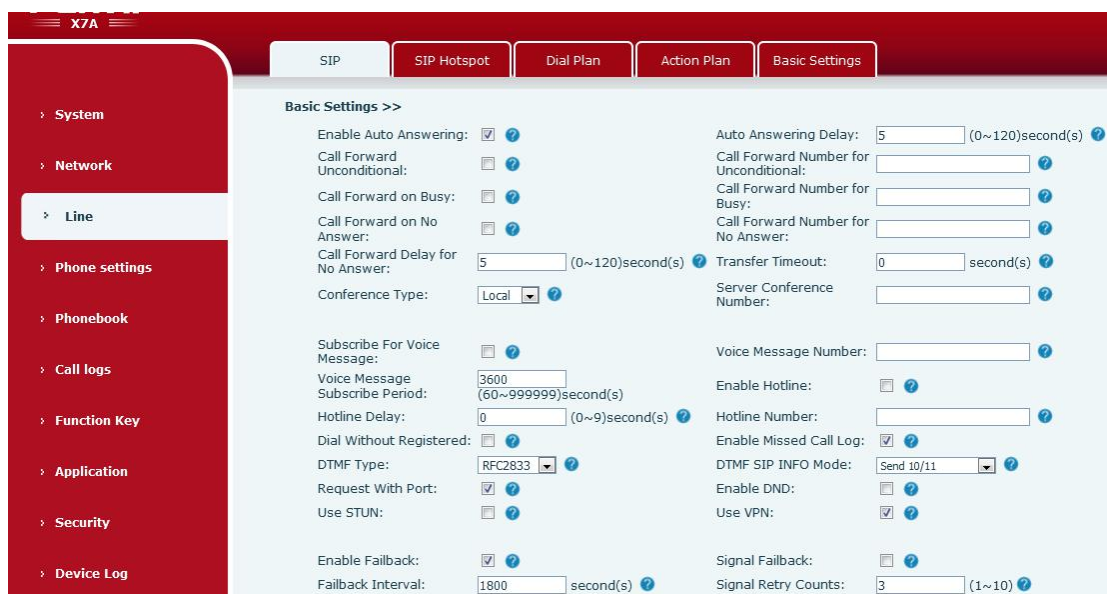 X7A
SIP
SIP Hotspot
Dial Plan
Action Plan
Basic Settings
› System
› Network
› Line
› Phone settings
› Phonebook
› Call logs
› Function Key
› Application
› Security
› Device Log
Basic Settings >>
Enable Auto Answering: ?
Auto Answering Delay: 5 (0~120)second(s) ?
Call Forward
Unconditional: ?
Call Forward Number for
Unconditional: ?
Call Forward on Busy: ?
Call Forward Number for
Busy: ?
Call Forward on No
Answer: ?
Call Forward Number for
No Answer: ?
Call Forward Delay for
No Answer: 5 (0~120)second(s) ?
Transfer Timeout: 0 second(s) ?
Conference Type: Local ?
Server Conference
Number: ?
Subscribe For Voice
Message: ?
Voice Message Number: ?
Voice Message
Subscribe Period: 3600
(60~999999)second(s)
Enable Hotline: ?
Hotline Delay: 0 (0~9)second(s) ?
Hotline Number: ?
Dial Without Registered: ?
Enable Missed Call Log: ?
DTMF Type: RFC2833 ?
DTMF SIP INFO Mode: Send 10/11 ?
Request With Port: ?
Enable DND: ?
Use STUN: ?
Use VPN: ?
Enable Failback: ?
Signal Failback: ?
Failback Interval: 1800 second(s) ?
Signal Retry Counts: 3 (1~10) ?